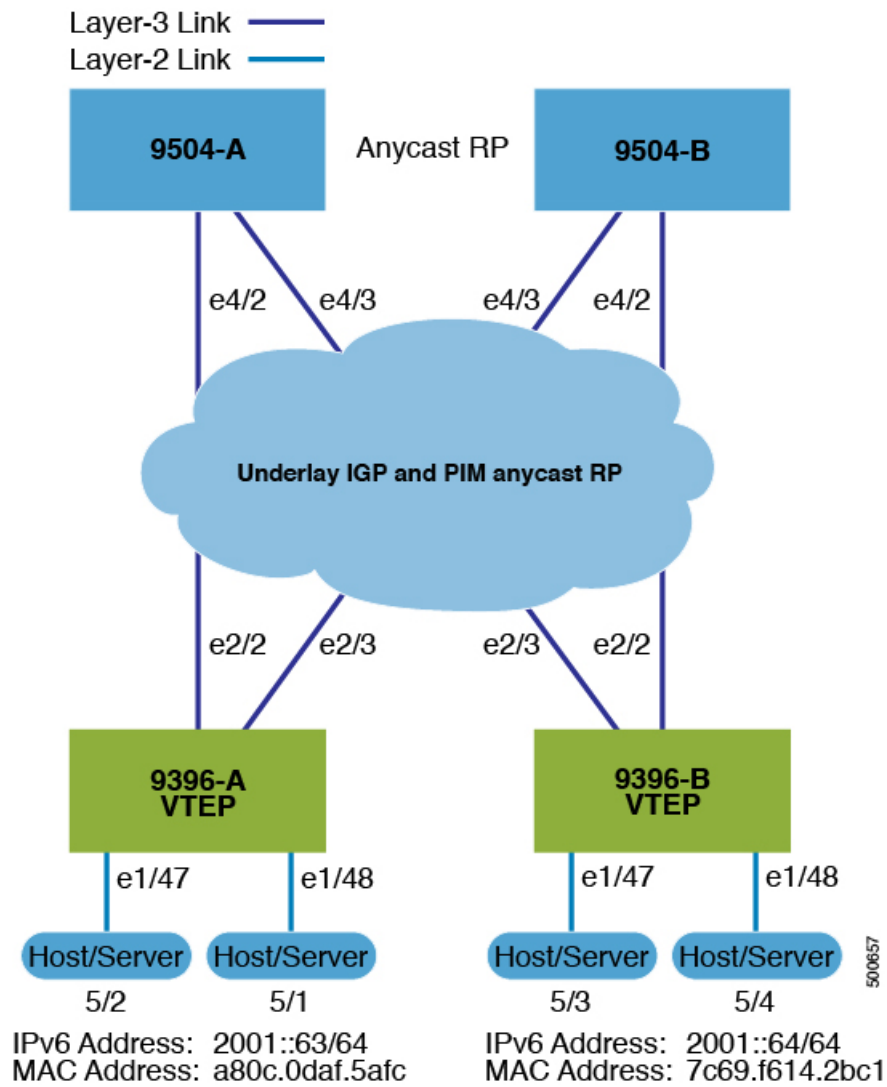 Layer-3 Link
Layer-2 Link
9504-A
Anycast RP
9504-B
e4/2
e4/3
e4/3
e4/2
Underlay IGP and PIM anycast RP
e2/2
e2/3
e2/3
e2/2
9396-A
VTEP
9396-B
VTEP
e1/47
e1/48
e1/47
e1/48
Host/Server
Host/Server
Host/Server
Host/Server
5/2
5/1
5/3
5/4
IPv6 Address: 2001::63/64
MAC Address: a80c.0daf.5afc
IPv6 Address: 2001::64/64
MAC Address: 7c69.f614.2bc1
500657